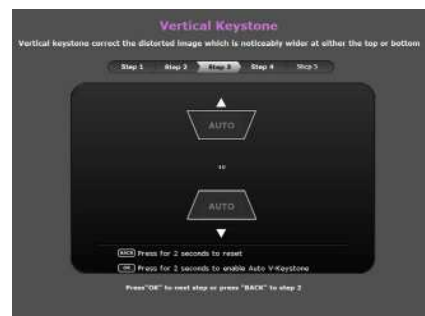 Vertical Keystone
Vertical keystone correct the distorted image which is noticeably wider at either the top or bottom
Step 1 Step 2 Step 3 Step 4 Step 5
AUTO
AUTO
BACK Press for 2 seconds to reset
OK Press for 2 seconds to enable Auto V-Keystone
Press"OK" to next step or press "BACK" to step 2